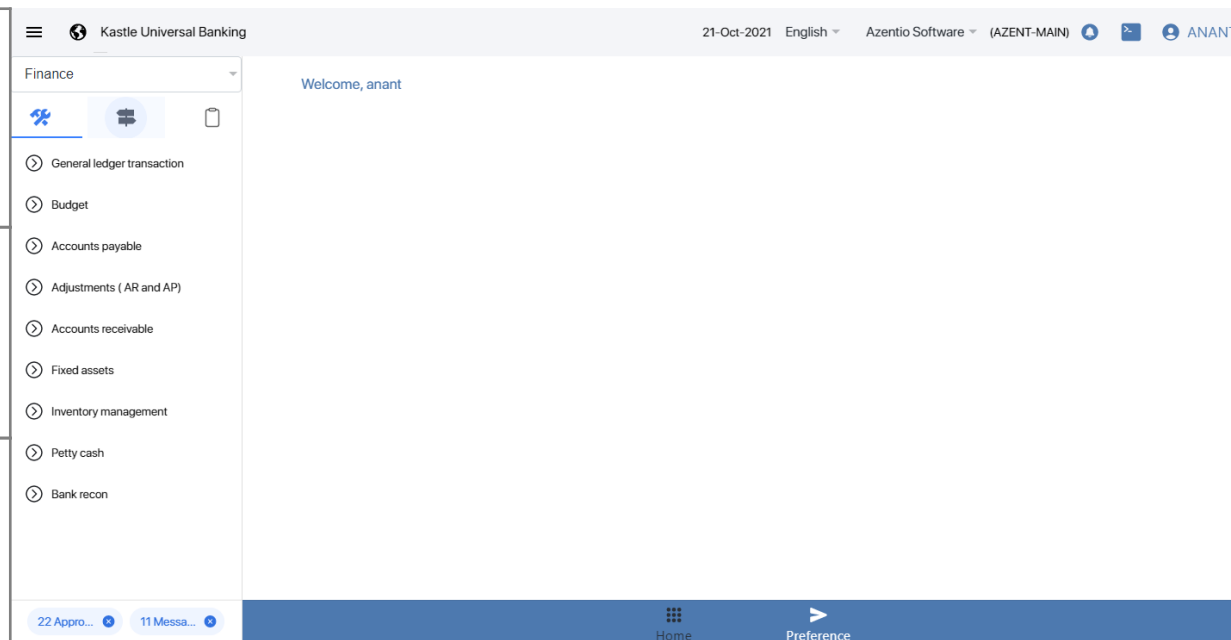 Kastle Universal Banking
21-Oct-2021 English Azentio Software (AZENT-MAIN) ANANT
Finance
Welcome, anant
General ledger transaction
Budget
Accounts payable
Adjustments ( AR and AP)
Accounts receivable
Fixed assets
Inventory management
Petty cash
Bank recon
22 Appro... 11 Messa...
Home Preference